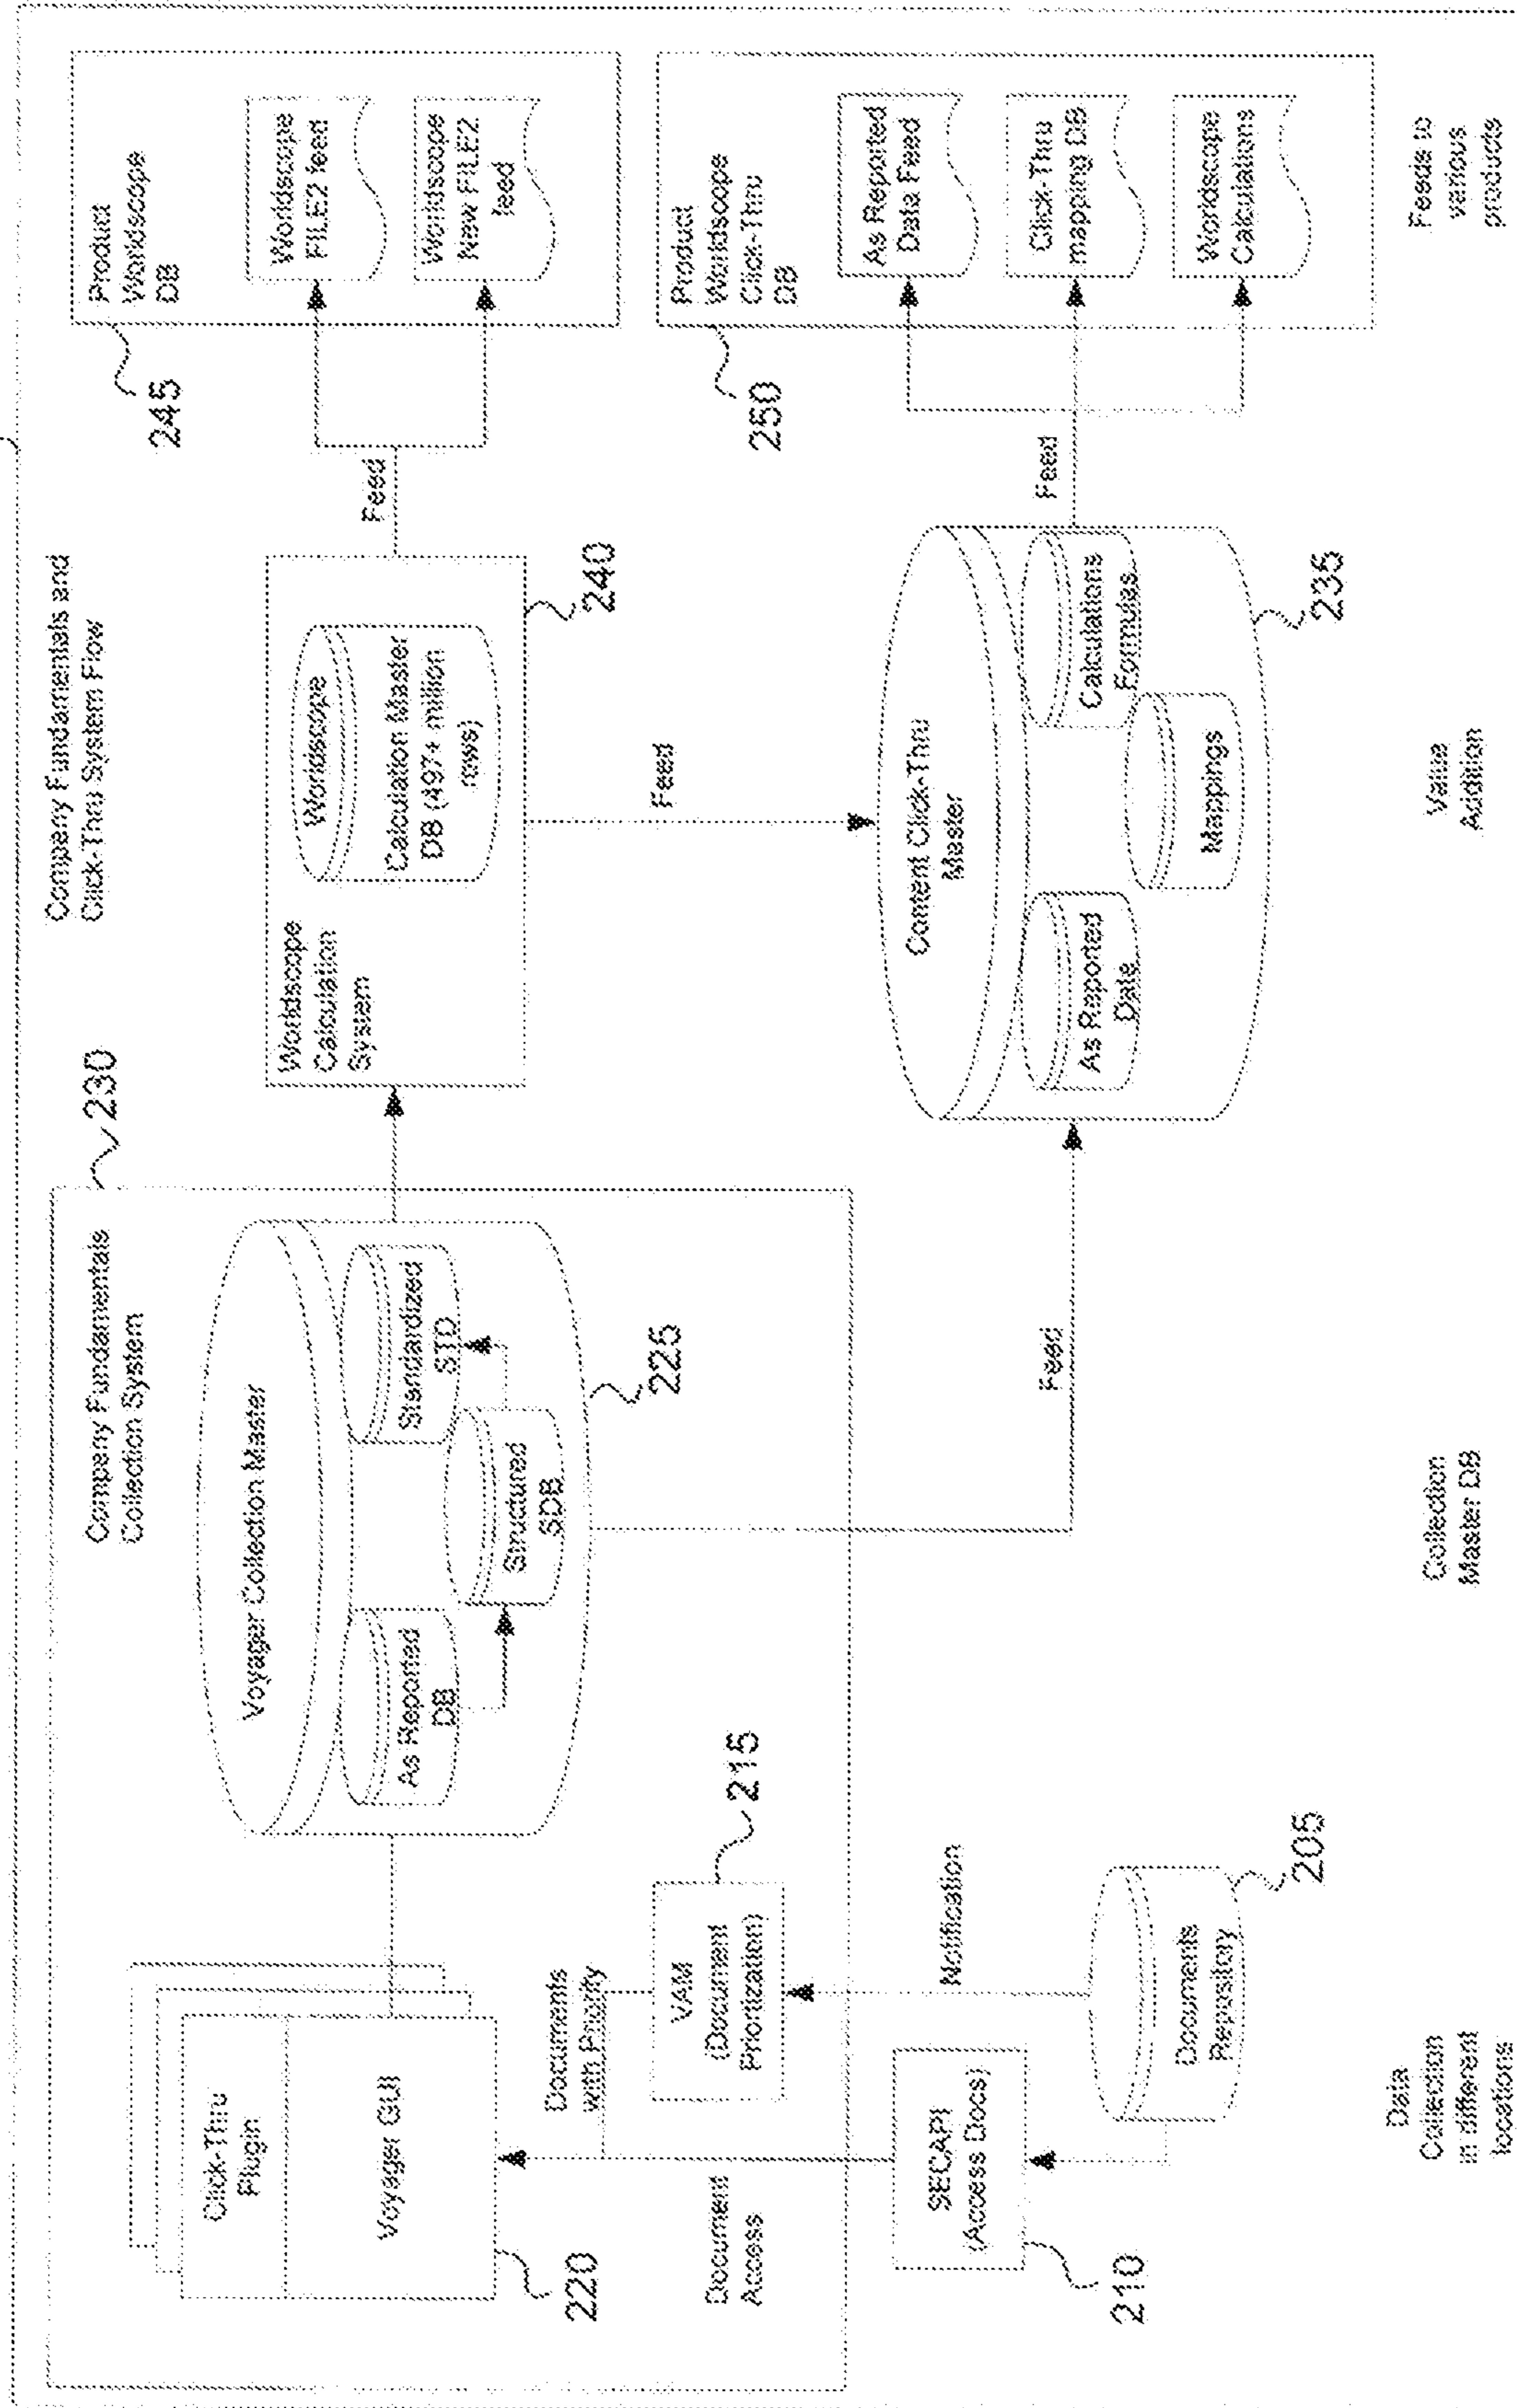 Company Fundamentals and
Click-Thru System Flow
230
Company Fundamentals
Collection System
Click-Thru
Plugin
Voyager GUI
220
Documents
with Priority
Document
Access
VAM
(Document
Priortization)
215
Notification
SECAPI
(Access Docs)
210
Documents
Repository
205
Voyager Collection Master
As Reported
DB
Structured
SDB
Standardized
STD
225
Feed
Worldscope
Calculation
System
Worldscope
Calculation Master
DB (497+ million
rows)
240
Feed
Feed
Content Click-Thru
Master
As Reported
Date
Mappings
Calculations
Formulas
235
Feed
Product
Worldscope
DB
245
Worldscope
FILE2 feed
Worldscope
New FILE2
feed
Product
Worldscope
Click-Thru
DB
250
As Reported
Data Feed
Click-Thru
mapping DB
Worldscope
Calculations
Data
Collection
in different
locations
Collection
Master DB
Value
Addition
Feeds to
various
products